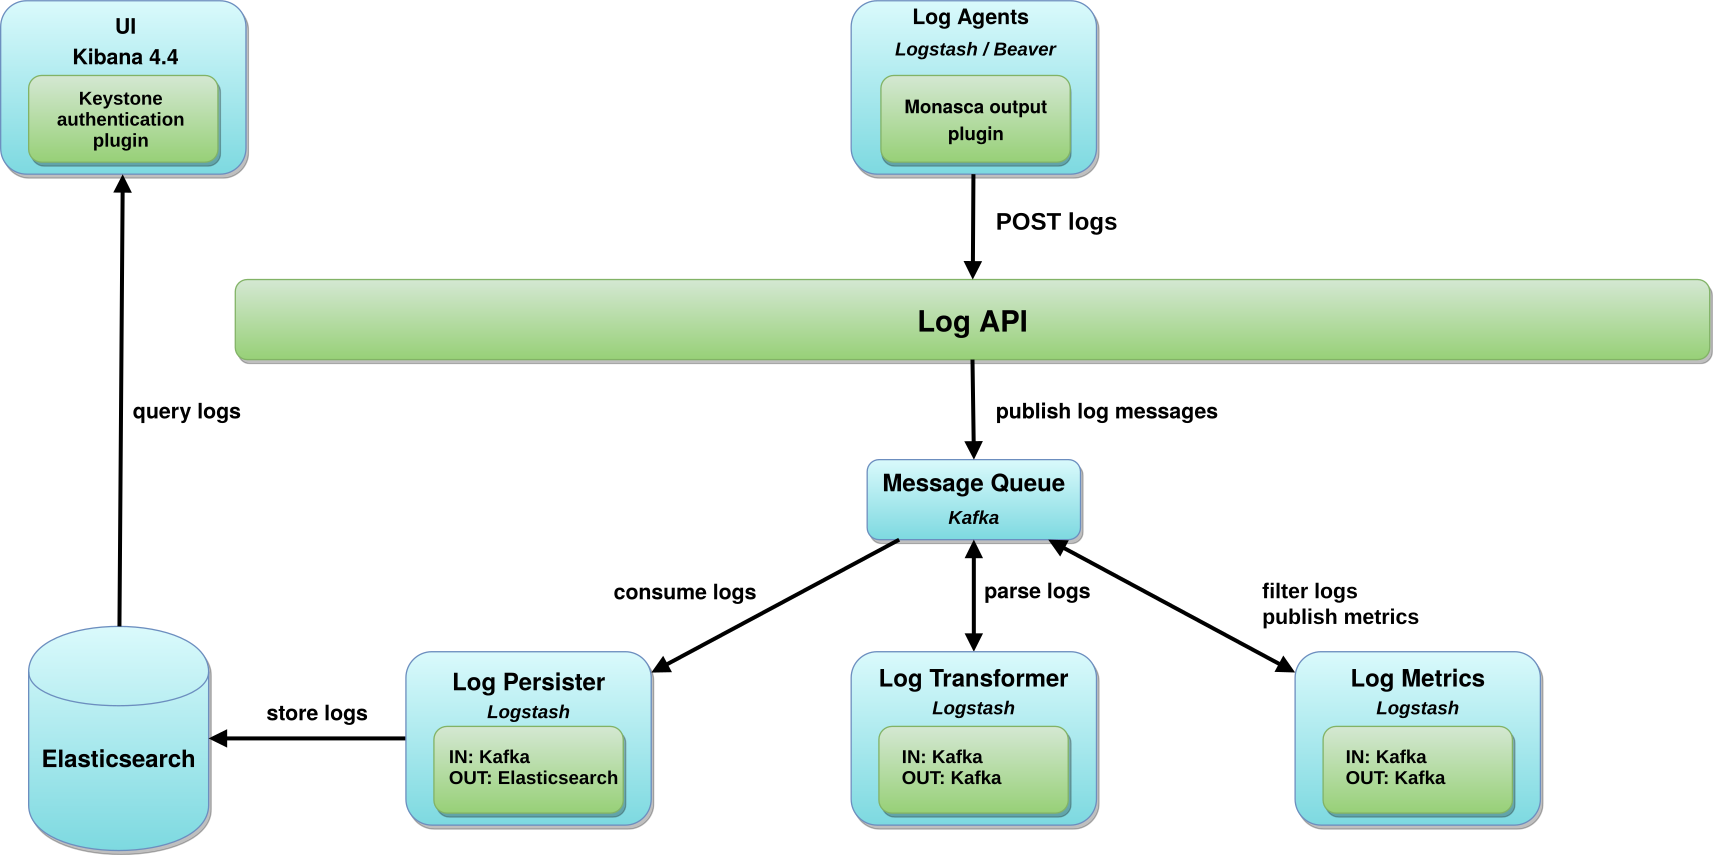 UI
Kibana 4.4
Keystone
authentication
plugin
Log Agents
Logstash / Beaver
Monasca output
plugin
POST logs
Log API
query logs
publish log messages
Message Queue
Kafka
consume logs
parse logs
filter logs
publish metrics
Elasticsearch
store logs
Log Persister
Logstash
IN: Kafka
OUT: Elasticsearch
Log Transformer
Logstash
IN: Kafka
OUT: Kafka
Log Metrics
Logstash
IN: Kafka
OUT: Kafka